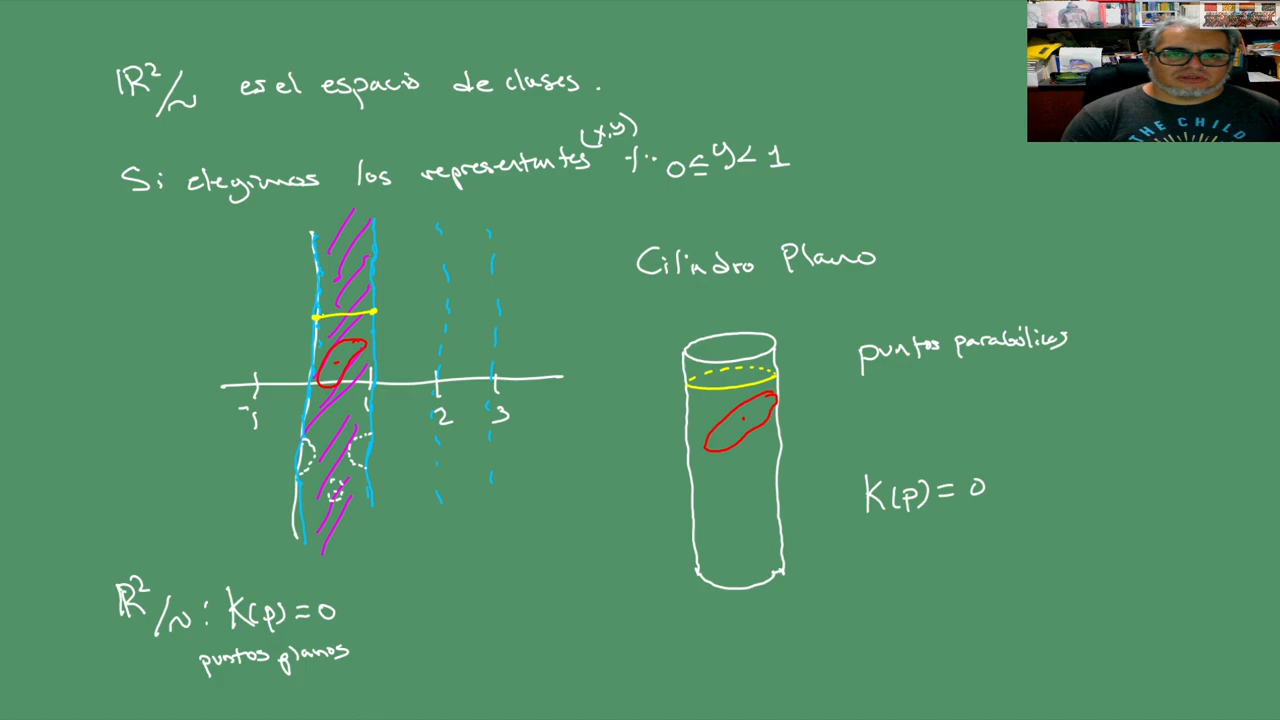 ℝ²/~ es el espacio de clases.
Si elegimos los representantes (x,y) t.. 0≤y<1
Cilindro Plano
puntos parabólicos
-1 1 2 3
K(p)=0
ℝ²/~ : K(p)=0
puntos planos
THE CHILD